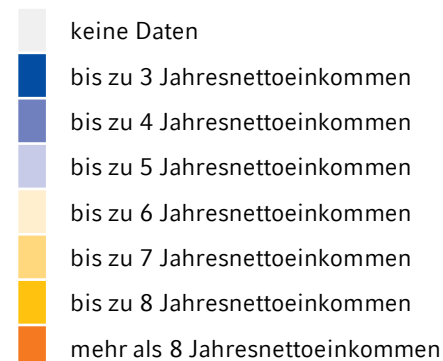 keine Daten
bis zu 3 Jahresnettoeinkommen
bis zu 4 Jahresnettoeinkommen
bis zu 5 Jahresnettoeinkommen
bis zu 6 Jahresnettoeinkommen
bis zu 7 Jahresnettoeinkommen
bis zu 8 Jahresnettoeinkommen
mehr als 8 Jahresnettoeinkommen